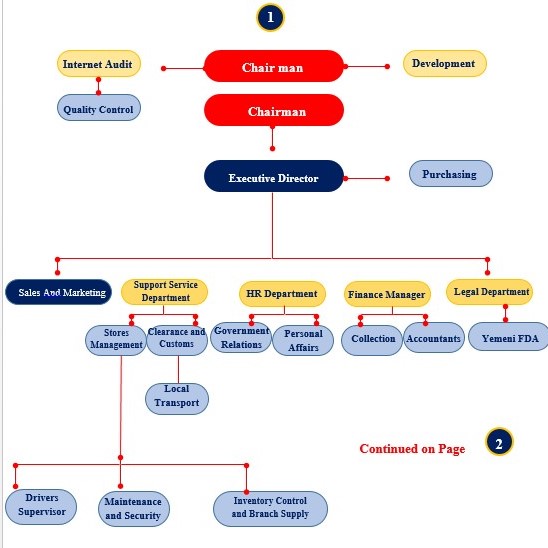 1
Internet Audit
Chair man
Development
Quality Control
Chairman
Executive Director
Purchasing
Sales And Marketing
Support Service
Department
HR Department
Finance Manager
Legal Department
Stores
Management
Clearance and
Customs
Government
Relations
Personal
Affairs
Collection
Accountants
Yemeni FDA
Local
Transport
Continued on Page
2
Drivers
Supervisor
Maintenance
and Security
Inventory Control
and Branch Supply